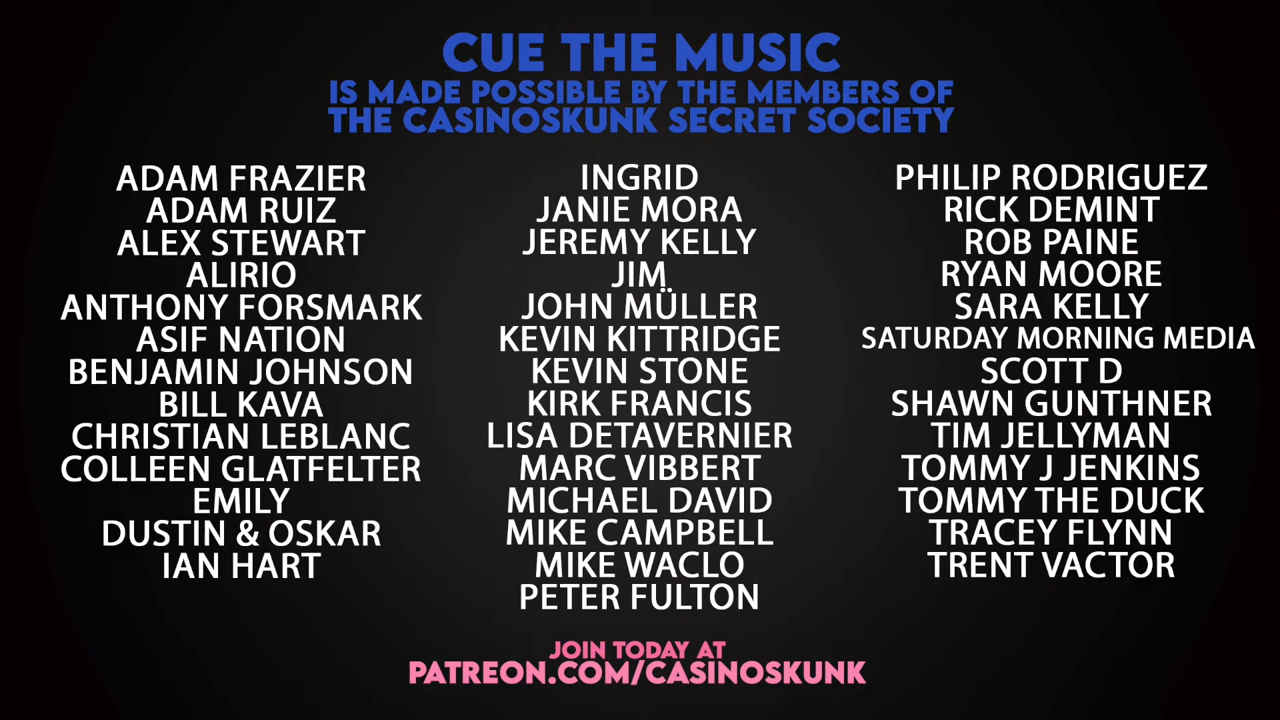 CUE THE MUSIC
IS MADE POSSIBLE BY THE MEMBERS OF
THE CASINOSKUNK SECRET SOCIETY
ADAM FRAZIER
ADAM RUIZ
ALEX STEWART
ALIRIO
ANTHONY FORSMARK
ASIF NATION
BENJAMIN JOHNSON
BILL KAVA
CHRISTIAN LEBLANC
COLLEEN GLATFELTER
EMILY
DUSTIN & OSKAR
IAN HART
INGRID
JANIE MORA
JEREMY KELLY
JIM
JOHN MÜLLER
KEVIN KITTRIDGE
KEVIN STONE
KIRK FRANCIS
LISA DETAVERNIER
MARC VIBBERT
MICHAEL DAVID
MIKE CAMPBELL
MIKE WACLO
PETER FULTON
PHILIP RODRIGUEZ
RICK DEMINT
ROB PAINE
RYAN MOORE
SARA KELLY
SATURDAY MORNING MEDIA
SCOTT D
SHAWN GUNTHNER
TIM JELLYMAN
TOMMY J JENKINS
TOMMY THE DUCK
TRACEY FLYNN
TRENT VACTOR
JOIN TODAY AT
PATREON.COM/CASINOSKUNK